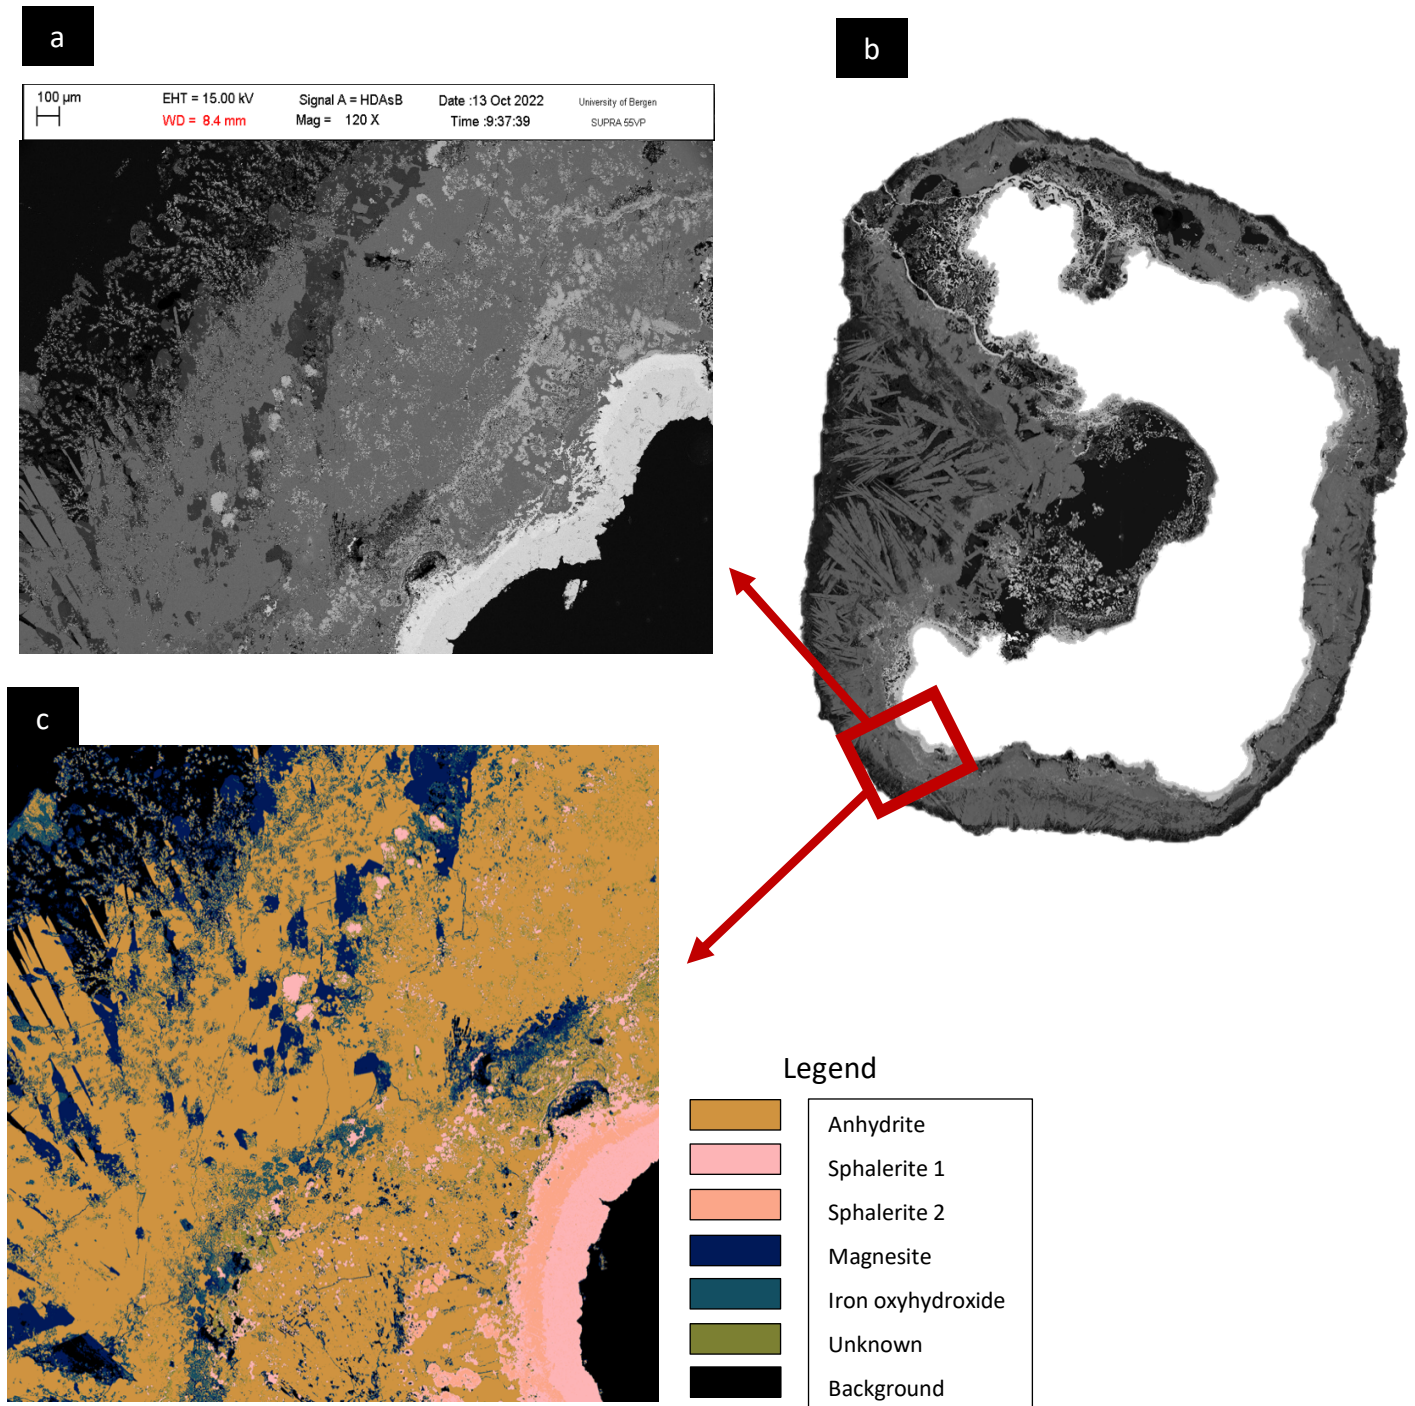 a
b
100 µm
EHT = 15.00 kV
Signal A = HDAsB
Date :13 Oct 2022
University of Bergen
WD = 8.4 mm
Mag = 120 X
Time :9:37:39
SUPRA 55VP
c
Legend
Anhydrite
Sphalerite 1
Sphalerite 2
Magnesite
Iron oxyhydroxide
Unknown
Background